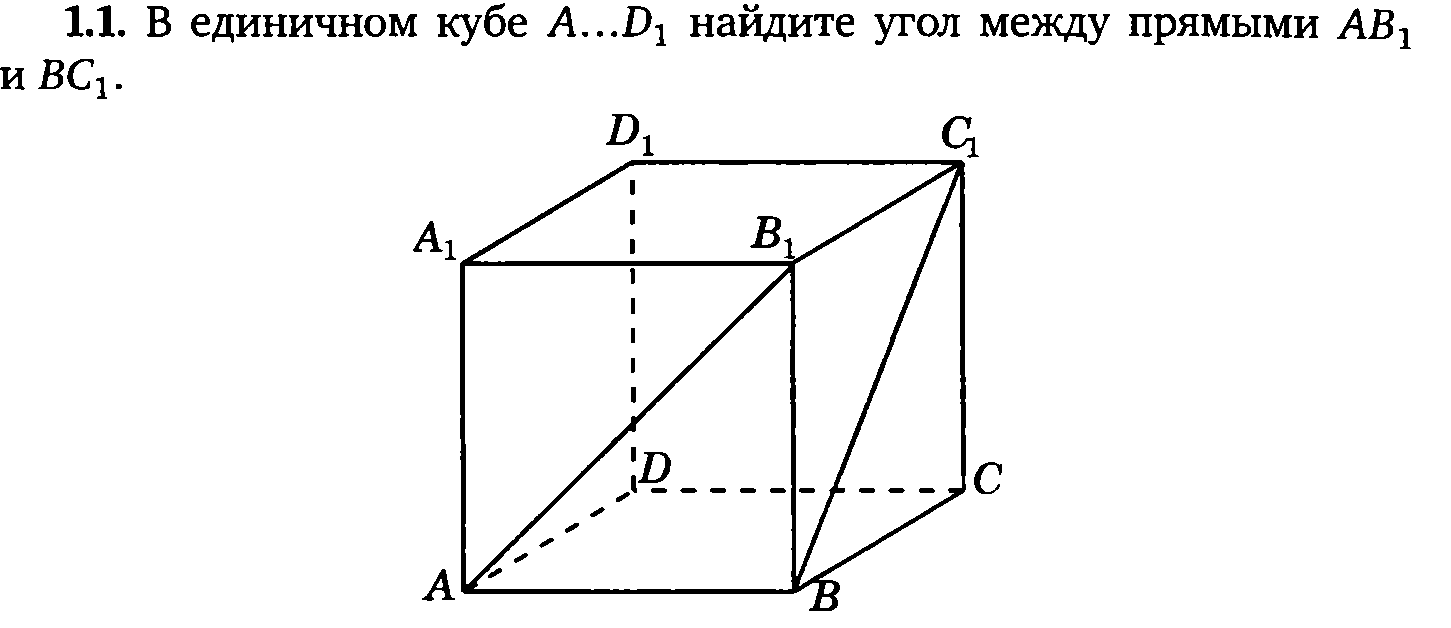 1.1. В единичном кубе A...D₁ найдите угол между прямыми AB₁
и BC₁.
D₁ C₁
A₁ B₁
D C
A B